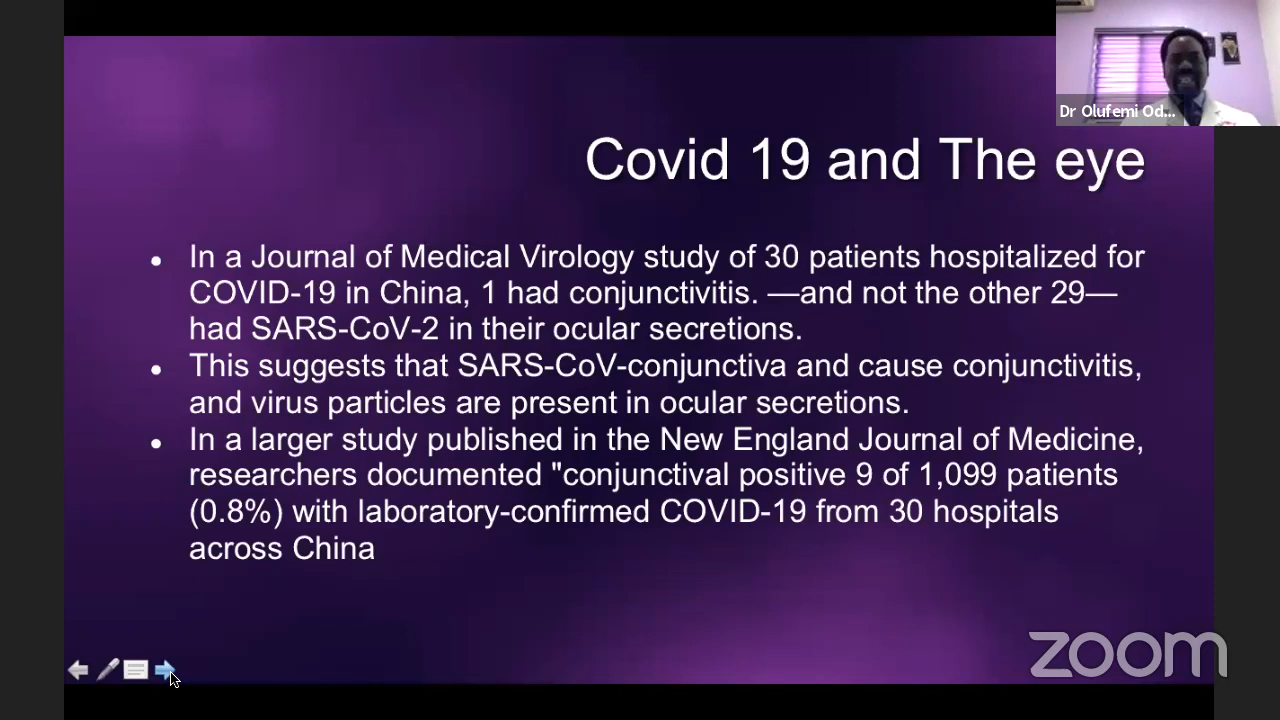 Dr Olufemi Od...
Covid 19 and The eye
• In a Journal of Medical Virology study of 30 patients hospitalized for
COVID-19 in China, 1 had conjunctivitis. —and not the other 29—
had SARS-CoV-2 in their ocular secretions.
• This suggests that SARS-CoV-conjunctiva and cause conjunctivitis,
and virus particles are present in ocular secretions.
• In a larger study published in the New England Journal of Medicine,
researchers documented "conjunctival positive 9 of 1,099 patients
(0.8%) with laboratory-confirmed COVID-19 from 30 hospitals
across China
zoom